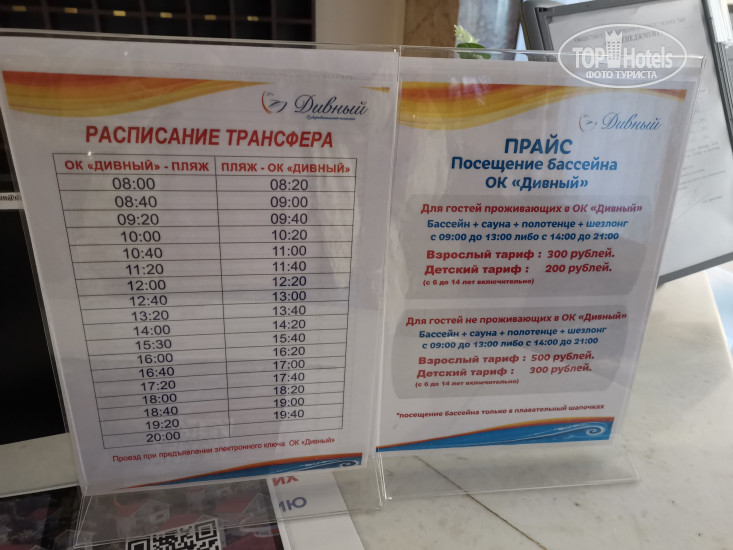 TOP Hotels
ФОТО ТУРИСТА
Дивный
РАСПИСАНИЕ ТРАНСФЕРА
ОК «ДИВНЫЙ» - ПЛЯЖ ПЛЯЖ - ОК «ДИВНЫЙ»
08:00 08:20
08:40 09:00
09:20 09:40
10:00 10:20
10:40 11:00
11:20 11:40
12:00 12:20
12:40 13:00
13:20 13:40
14:00 14:20
15:30 15:40
16:00 16:20
16:40 17:00
17:20 17:40
18:00 18:20
18:40 19:00
19:20 19:40
20:00
Проезд при предъявлении электронного ключа ОК «Дивный»
Дивный
ПРАЙС
Посещение бассейна
ОК «Дивный»
Для гостей проживающих в ОК «Дивный»
Бассейн + сауна + полотенце + шезлонг
с 09:00 до 13:00 либо с 14:00 до 21:00
Взрослый тариф : 300 рублей.
Детский тариф : 200 рублей.
(с 6 до 14 лет включительно)
Для гостей не проживающих в ОК «Дивный»
Бассейн + сауна + полотенце + шезлонг
с 09:00 до 13:00 либо с 14:00 до 21:00
Взрослый тариф : 500 рублей.
Детский тариф : 300 рублей.
(с 6 до 14 лет включительно)
*посещение бассейна только в плавательный шапочках